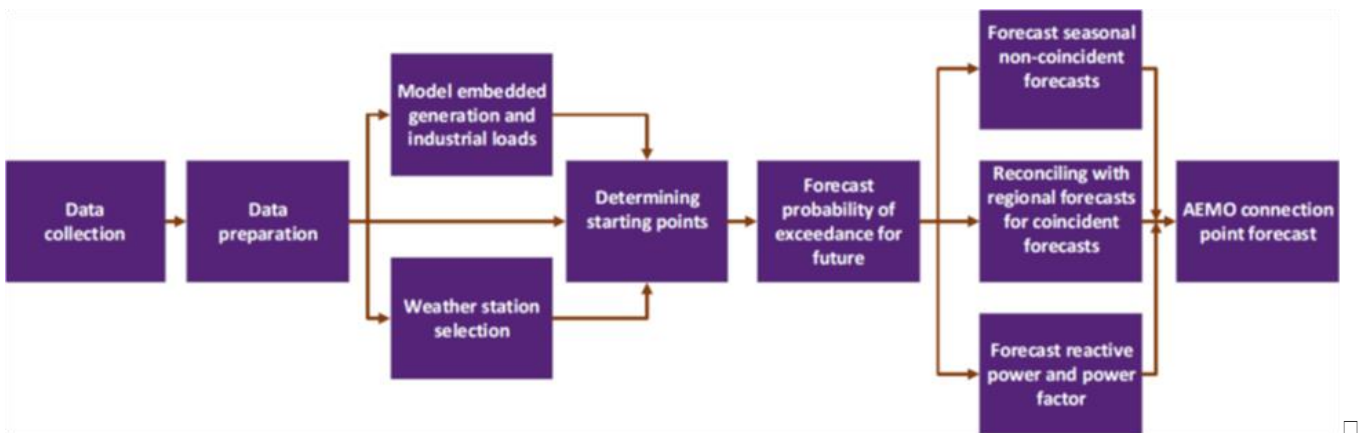 Data
collection
Data
preparation
Model embedded
generation and
industrial loads
Weather station
selection
Determining
starting points
Forecast
probability of
exceedance for
future
Forecast seasonal
non-coincident
forecasts
Reconciling with
regional forecasts
for coincident
forecasts
Forecast reactive
power and power
factor
AEMO connection
point forecast